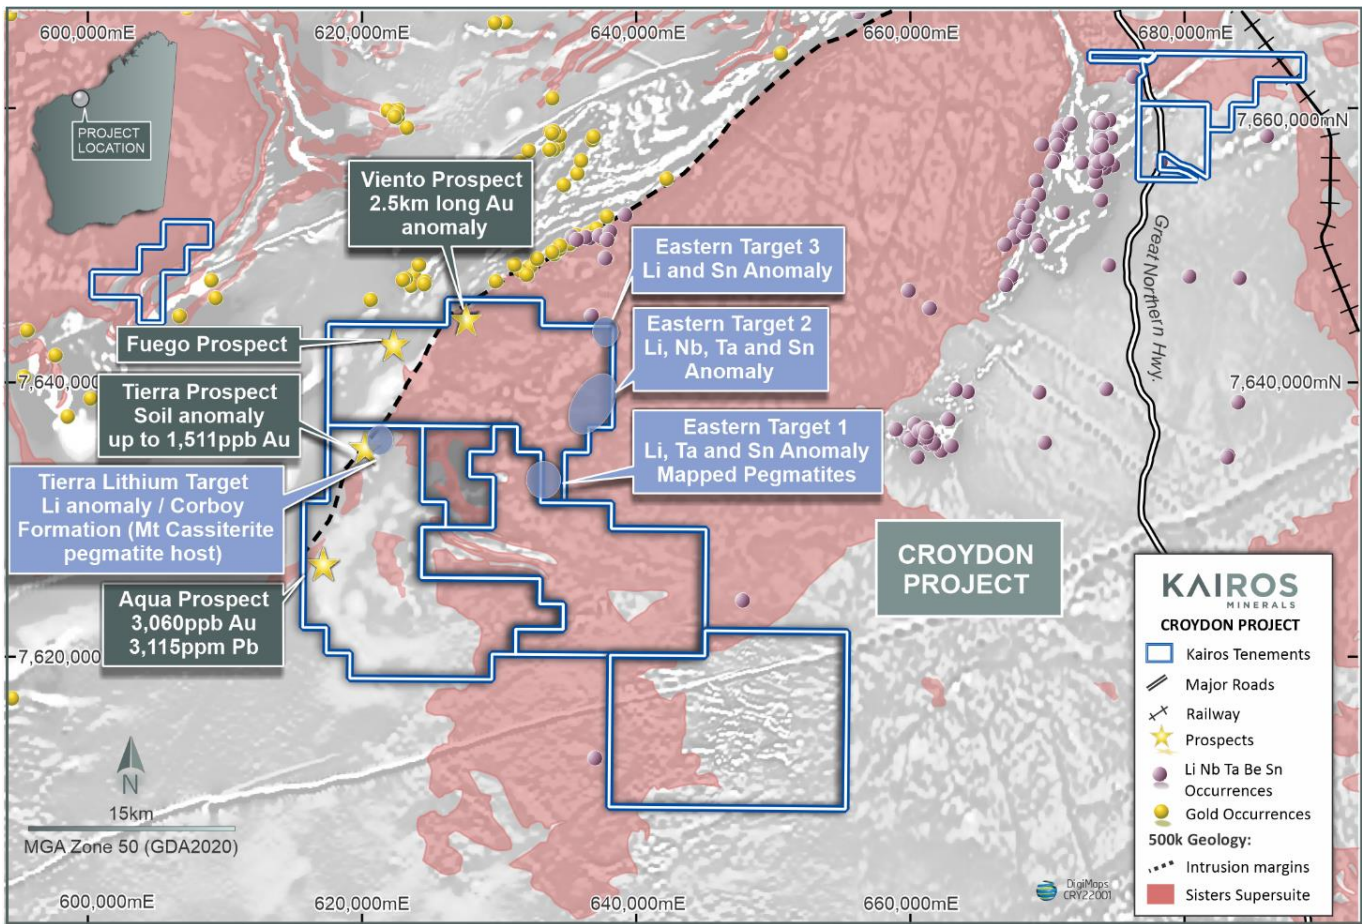 600,000mE
620,000mE
640,000mE
660,000mE
680,000mE
PROJECT
LOCATION
7,660,000mN
Viento Prospect
2.5km long Au
anomaly
Great Northern Hwy.
Eastern Target 3
Li and Sn Anomaly
Eastern Target 2
Li, Nb, Ta and Sn
Anomaly
Fuego Prospect
7,640,000
7,640,000mN
Tierra Prospect
Soil anomaly
up to 1,511ppb Au
Eastern Target 1
Li, Ta and Sn Anomaly
Mapped Pegmatites
Tierra Lithium Target
Li anomaly / Corboy
Formation (Mt Cassiterite
pegmatite host)
CROYDON
PROJECT
Aqua Prospect
3,060ppb Au
3,115ppm Pb
7,620,000
KAIROS
MINERALS
CROYDON PROJECT
Kairos Tenements
Major Roads
Railway
Prospects
Li Nb Ta Be Sn
Occurrences
Gold Occurrences
500k Geology:
Intrusion margins
Sisters Supersuite
N
15km
MGA Zone 50 (GDA2020)
DigiMaps
CRY22001
600,000mE
620,000mE
640,000mE
660,000mE